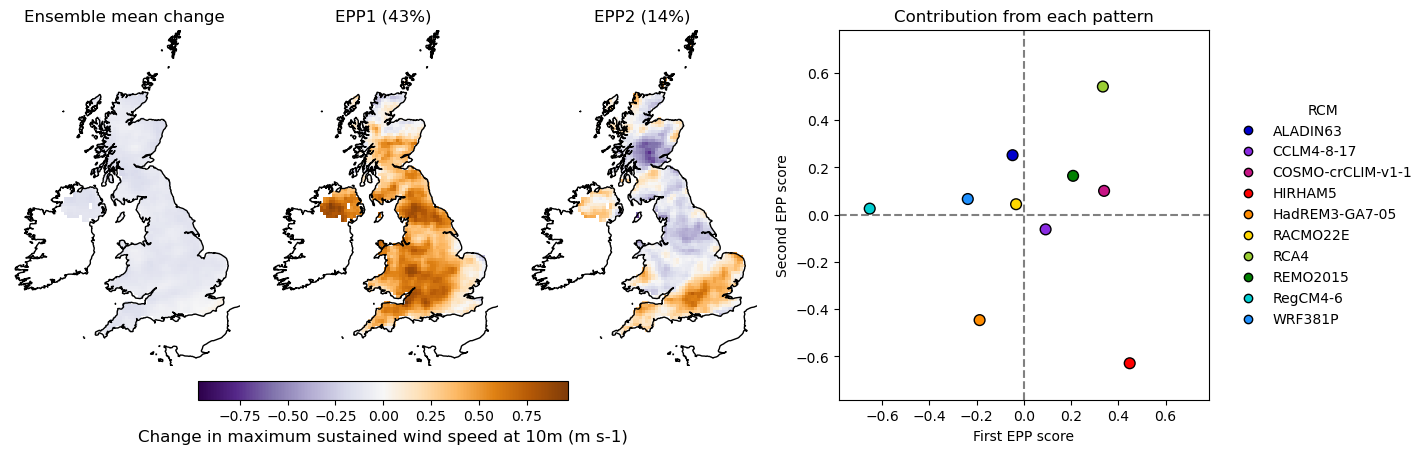 Ensemble mean change
EPP1 (43%)
EPP2 (14%)
Contribution from each pattern
−0.75 −0.50 −0.25 0.00 0.25 0.50 0.75
Change in maximum sustained wind speed at 10m (m s-1)
Second EPP score
0.6
0.4
0.2
0.0
−0.2
−0.4
−0.6
−0.6 −0.4 −0.2 0.0 0.2 0.4 0.6
First EPP score
RCM
ALADIN63
CCLM4-8-17
COSMO-crCLIM-v1-1
HIRHAM5
HadREM3-GA7-05
RACMO22E
RCA4
REMO2015
RegCM4-6
WRF381P